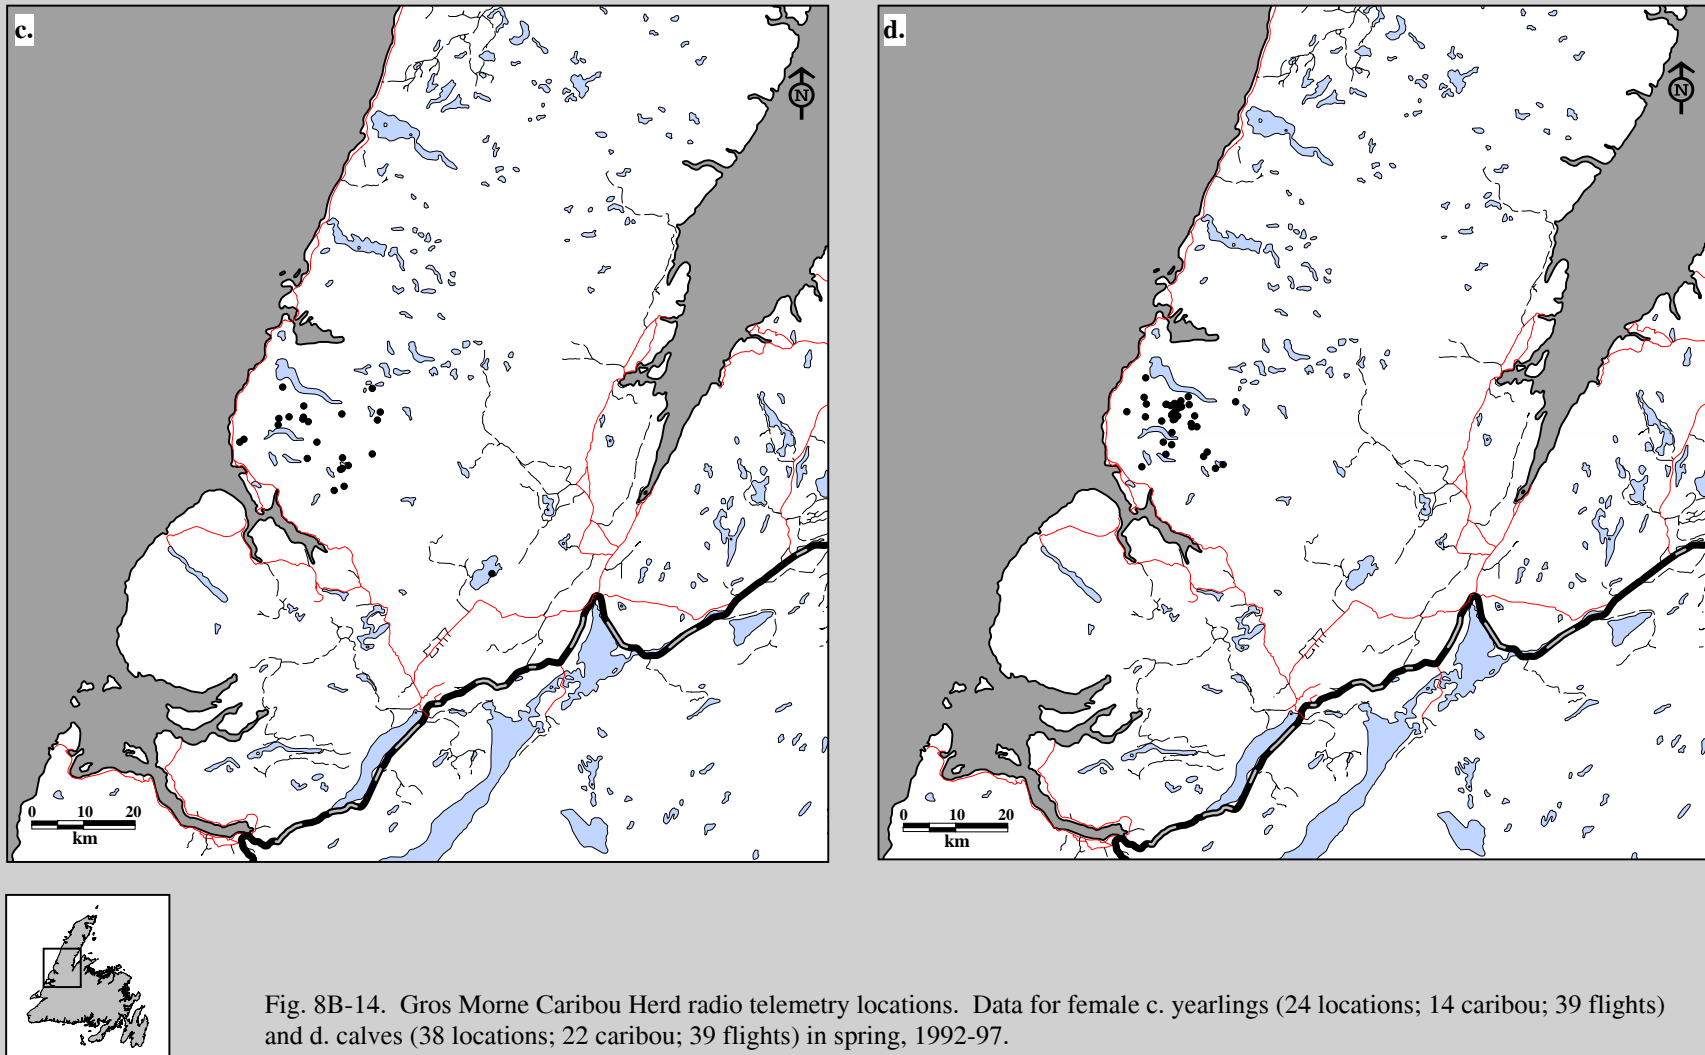 c.
N
0 10 20
km
d.
N
0 10 20
km
Fig. 8B-14. Gros Morne Caribou Herd radio telemetry locations. Data for female c. yearlings (24 locations; 14 caribou; 39 flights)
and d. calves (38 locations; 22 caribou; 39 flights) in spring, 1992-97.